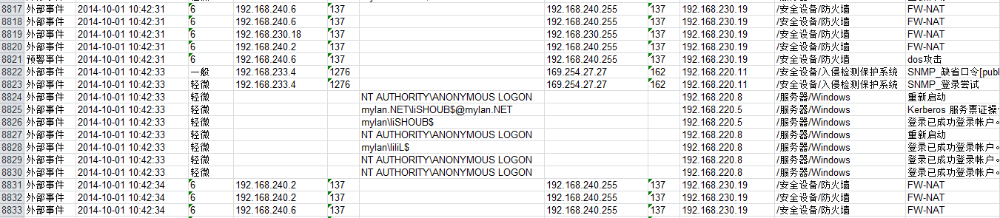 8817 外部事件 2014-10-01 10:42:31 6 192.168.240.6 137 192.168.240.255 137 192.168.230.19 /安全设备/防火墙 FW-NAT
8818 外部事件 2014-10-01 10:42:31 6 192.168.240.6 137 192.168.240.255 137 192.168.230.19 /安全设备/防火墙 FW-NAT
8819 外部事件 2014-10-01 10:42:31 6 192.168.230.18 137 192.168.230.255 137 192.168.230.19 /安全设备/防火墙 FW-NAT
8820 外部事件 2014-10-01 10:42:31 6 192.168.240.2 137 192.168.240.255 137 192.168.230.19 /安全设备/防火墙 FW-NAT
8821 预警事件 2014-10-01 10:42:31 6 192.168.240.6 137 192.168.240.255 137 192.168.230.19 /安全设备/防火墙 dos攻击
8822 外部事件 2014-10-01 10:42:33 一般 192.168.233.4 1276 169.254.27.27 162 192.168.220.11 /安全设备/入侵检测保护系统 SNMP_缺省口令[publ
8823 外部事件 2014-10-01 10:42:33 轻微 192.168.233.4 1276 169.254.27.27 162 192.168.220.11 /安全设备/入侵检测保护系统 SNMP_登录尝试
8824 外部事件 2014-10-01 10:42:33 轻微 NT AUTHORITY\ANONYMOUS LOGON 192.168.220.8 /服务器/Windows 重新启动
8825 外部事件 2014-10-01 10:42:33 轻微 mylan.NET\liSHOUB$@mylan.NET 192.168.220.5 /服务器/Windows Kerberos 服务票证操
8826 外部事件 2014-10-01 10:42:33 轻微 mylan\liSHOUB$ 192.168.220.5 /服务器/Windows 登录已成功登录帐户。
8827 外部事件 2014-10-01 10:42:33 轻微 NT AUTHORITY\ANONYMOUS LOGON 192.168.220.8 /服务器/Windows 重新启动
8828 外部事件 2014-10-01 10:42:33 轻微 mylan\liliL$ 192.168.220.8 /服务器/Windows 登录已成功登录帐户。
8829 外部事件 2014-10-01 10:42:33 轻微 NT AUTHORITY\ANONYMOUS LOGON 192.168.220.8 /服务器/Windows 登录已成功登录帐户。
8830 外部事件 2014-10-01 10:42:33 轻微 NT AUTHORITY\ANONYMOUS LOGON 192.168.220.8 /服务器/Windows 登录已成功登录帐户。
8831 外部事件 2014-10-01 10:42:34 6 192.168.240.2 137 192.168.240.255 137 192.168.230.19 /安全设备/防火墙 FW-NAT
8832 外部事件 2014-10-01 10:42:34 6 192.168.240.2 137 192.168.240.255 137 192.168.230.19 /安全设备/防火墙 FW-NAT
8833 外部事件 2014-10-01 10:42:34 6 192.168.240.6 137 192.168.240.255 137 192.168.230.19 /安全设备/防火墙 FW-NAT